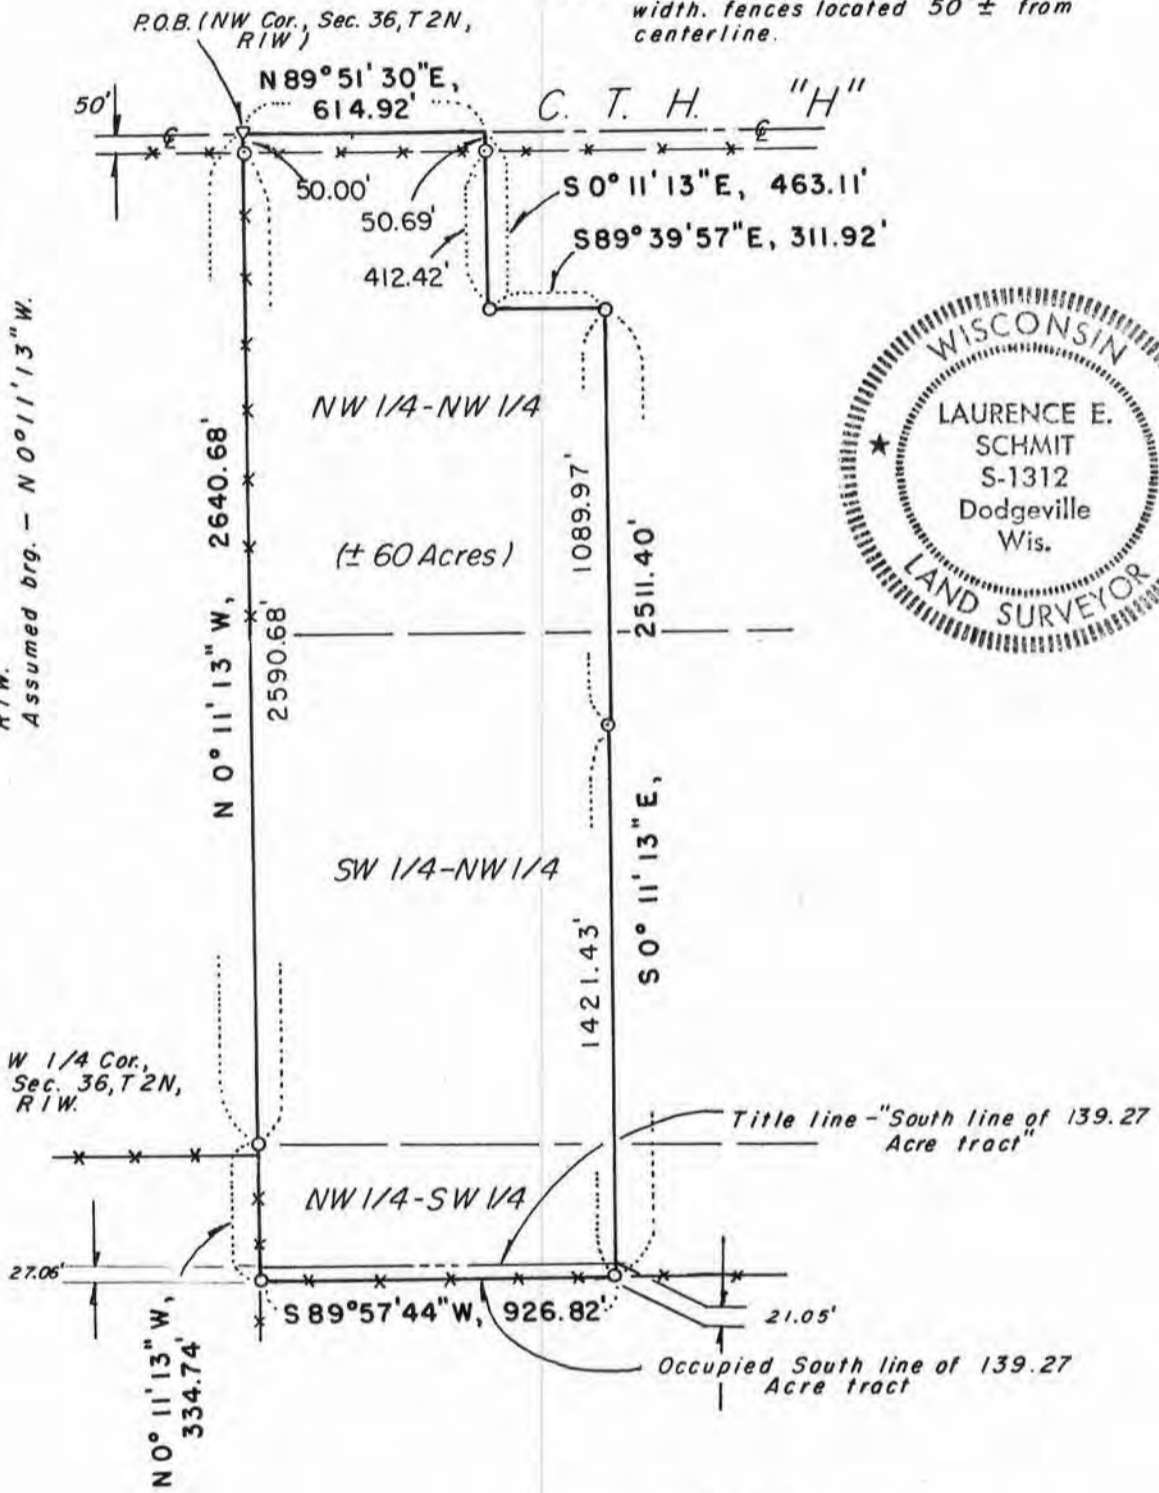 width. fences located 50 ± from
centerline.
P.O.B. (NW Cor., Sec. 36, T 2N,
R1W)
N 89° 51' 30" E,
614.92'
C. T. H. "H"
50'
℄
℄
50.00'
50.69'
412.42'
S 0° 11' 13" E, 463.11'
S 89° 39' 57" E, 311.92'
R1W.
Assumed brg. – N 0° 11' 13" W.
NW 1/4-NW 1/4
(± 60 Acres)
N 0° 11' 13" W, 2640.68'
2590.68'
1089.97'
2511.40'
S 0° 11' 13" E,
WISCONSIN
LAURENCE E.
SCHMIT
S-1312
Dodgeville
Wis.
LAND SURVEYOR
SW 1/4-NW 1/4
1421.43'
W 1/4 Cor.,
Sec. 36, T 2N,
R1W.
Title line -"South line of 139.27
Acre tract"
NW 1/4-SW 1/4
27.06'
S 89° 57' 44" W, 926.82'
21.05'
Occupied South line of 139.27
Acre tract
N 0° 11' 13" W,
334.74'